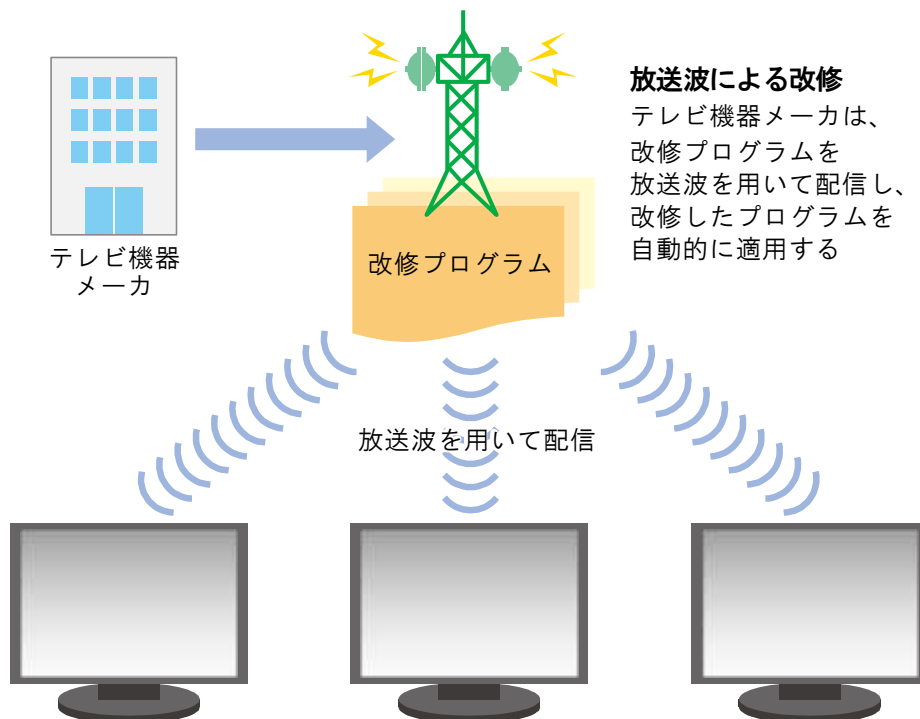 放送波による改修
テレビ機器メーカは、
改修プログラムを
放送波を用いて配信し、
改修したプログラムを
自動的に適用する
テレビ機器
メーカ
改修プログラム
放送波を用いて配信